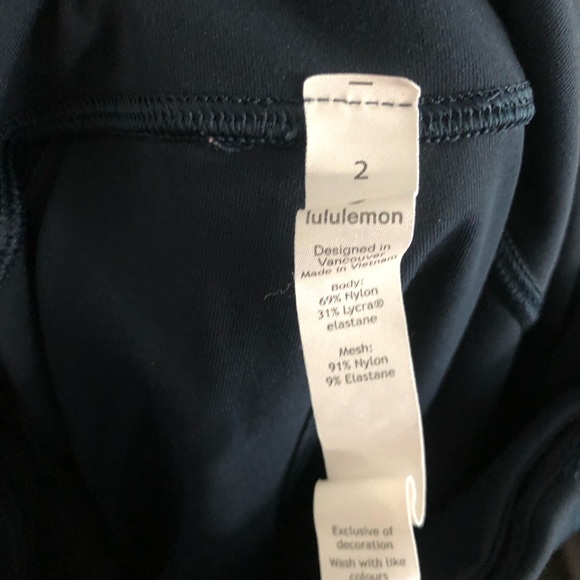 2
lululemon
Designed in
Vancouver
Made in Vietnam
Body:
69% Nylon
31% Lycra®
elastane
Mesh:
91% Nylon
9% Elastane
Exclusive of
decoration
Wash with like
colours